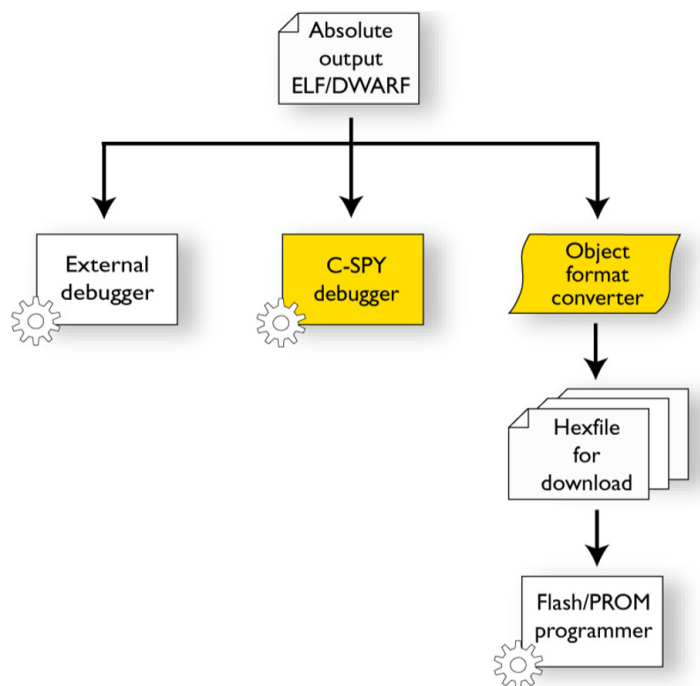 Absolute
output
ELF/DWARF
External
debugger
C-SPY
debugger
Object
format
converter
Hexfile
for
download
Flash/PROM
programmer